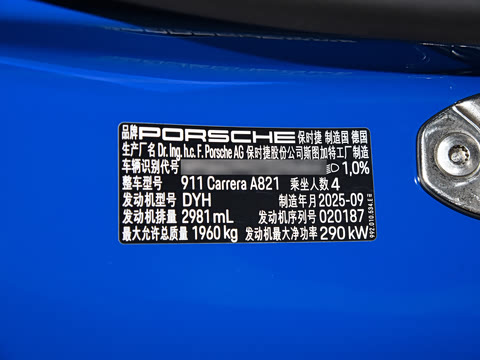 品牌 PORSCHE 保时捷 制造国 德国
生产厂名 Dr. Ing. h.c. F. Porsche AG 保时捷股份公司斯图加特工厂制造
车辆识别代号 1,0%
整车型号 911 Carrera A821 乘坐人数 4
发动机型号 DYH 制造年月 2025-09
发动机排量 2981 mL 发动机序列号 020187
最大允许总质量 1960 kg 发动机最大净功率 290 kW
992.010.534.E